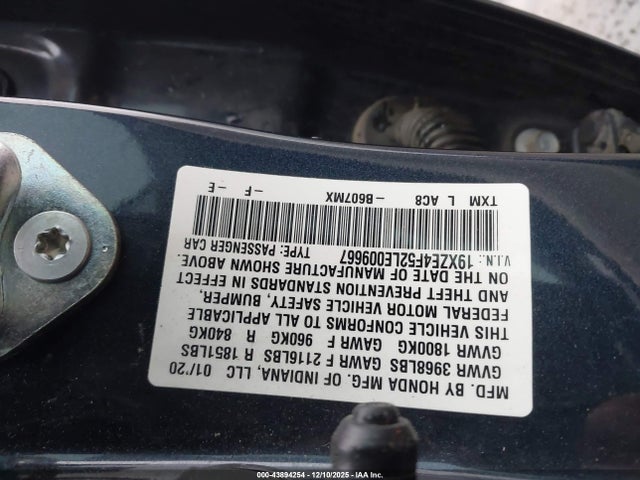 MFD. BY HONDA MFG. OF INDIANA, LLC 01/'20
GVWR 3968LBS GAWR F 2116LBS R 1851LBS
GVWR 1800KG GAWR F 960KG R 840KG
THIS VEHICLE CONFORMS TO ALL APPLICABLE
FEDERAL MOTOR VEHICLE SAFETY, BUMPER,
AND THEFT PREVENTION STANDARDS IN EFFECT
ON THE DATE OF MANUFACTURE SHOWN ABOVE.
V.I.N.: 19XZE4F52LE009667 TYPE: PASSENGER CAR
TXM L AC8 -B607MX -F -E
000-43894254 - 12/10/2025 - IAA Inc.